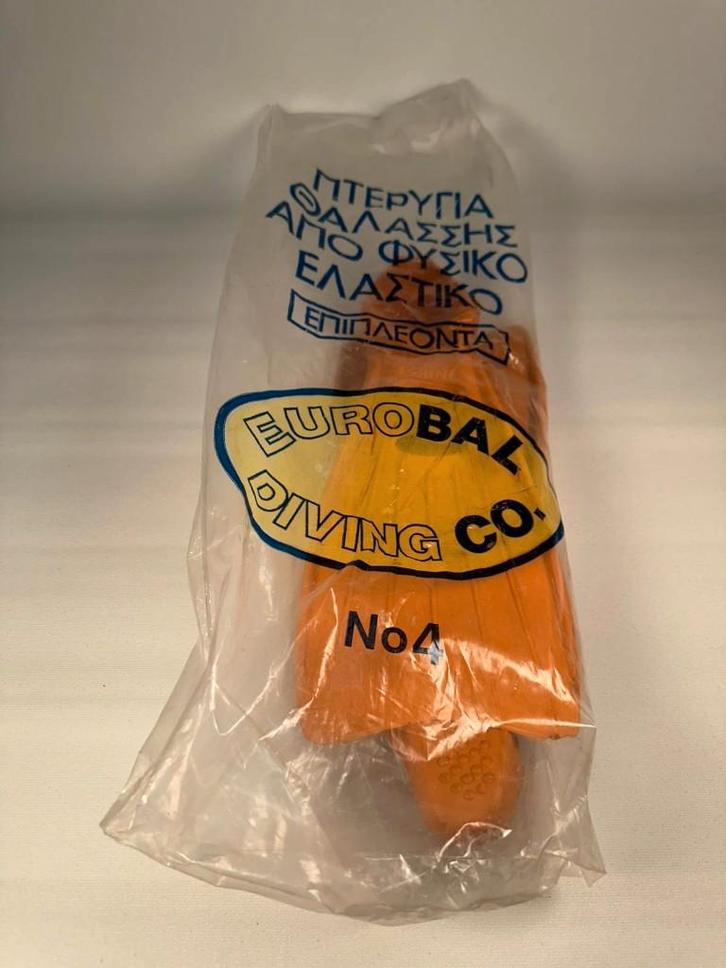 ΠΤΕΡΥΓΙΑ
ΘΑΛΑΣΣΗΣ
ΑΠΟ ΦΥΣΙΚΟ
ΕΛΑΣΤΙΚΟ
ΕΠΙΠΛΕΟΝΤΑ
EUROBAL
DIVING CO.
No4